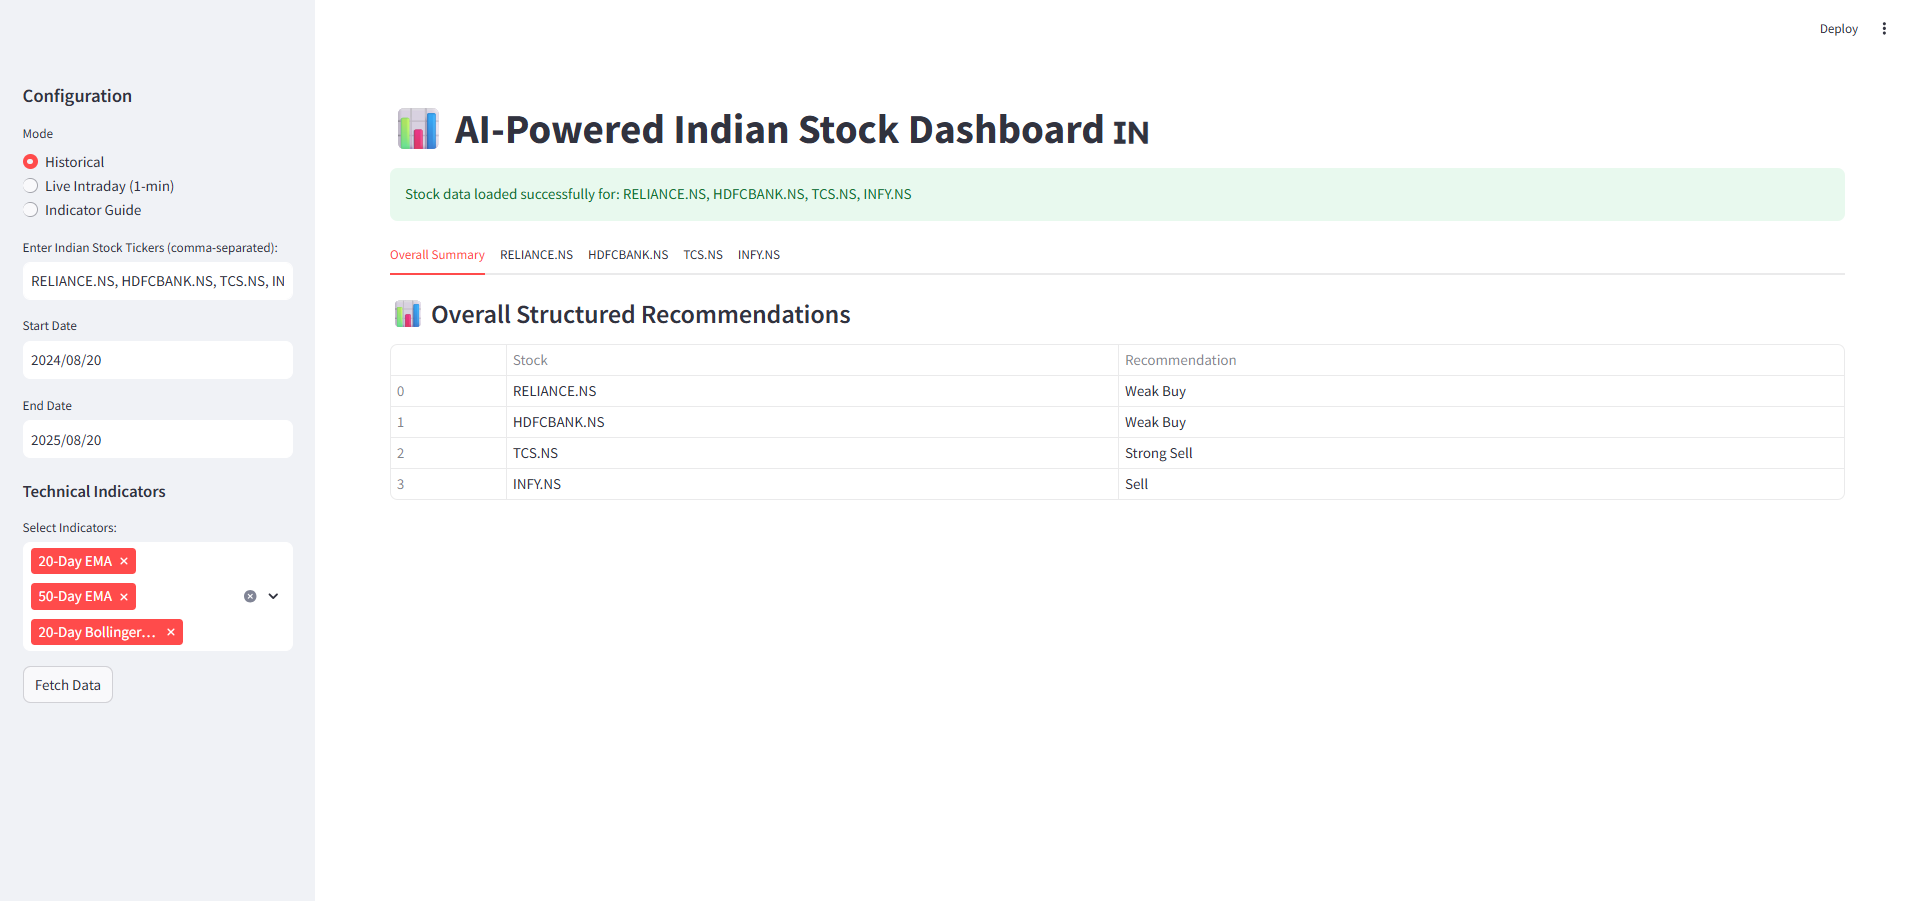 Deploy
Configuration
Mode
Historical
Live Intraday (1-min)
Indicator Guide
Enter Indian Stock Tickers (comma-separated):
RELIANCE.NS, HDFCBANK.NS, TCS.NS, IN
Start Date
2024/08/20
End Date
2025/08/20
Technical Indicators
Select Indicators:
20-Day EMA
50-Day EMA
20-Day Bollinger...
Fetch Data
AI-Powered Indian Stock Dashboard IN
Stock data loaded successfully for: RELIANCE.NS, HDFCBANK.NS, TCS.NS, INFY.NS
Overall Summary RELIANCE.NS HDFCBANK.NS TCS.NS INFY.NS
Overall Structured Recommendations
Stock Recommendation
0 RELIANCE.NS Weak Buy
1 HDFCBANK.NS Weak Buy
2 TCS.NS Strong Sell
3 INFY.NS Sell